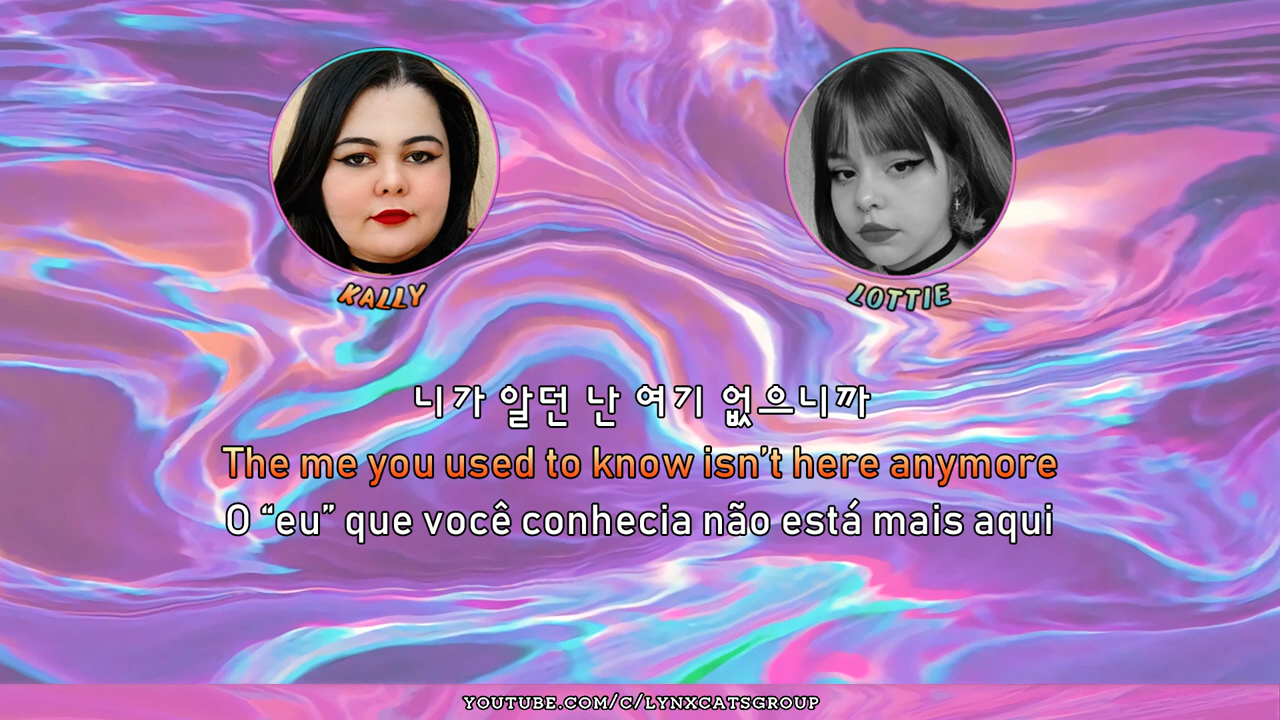 KALLY
LOTTIE
니가 알던 난 여기 없으니까
The me you used to know isn’t here anymore
O “eu” que você conhecia não está mais aqui
YOUTUBE.COM/C/LYNXCATSGROUP